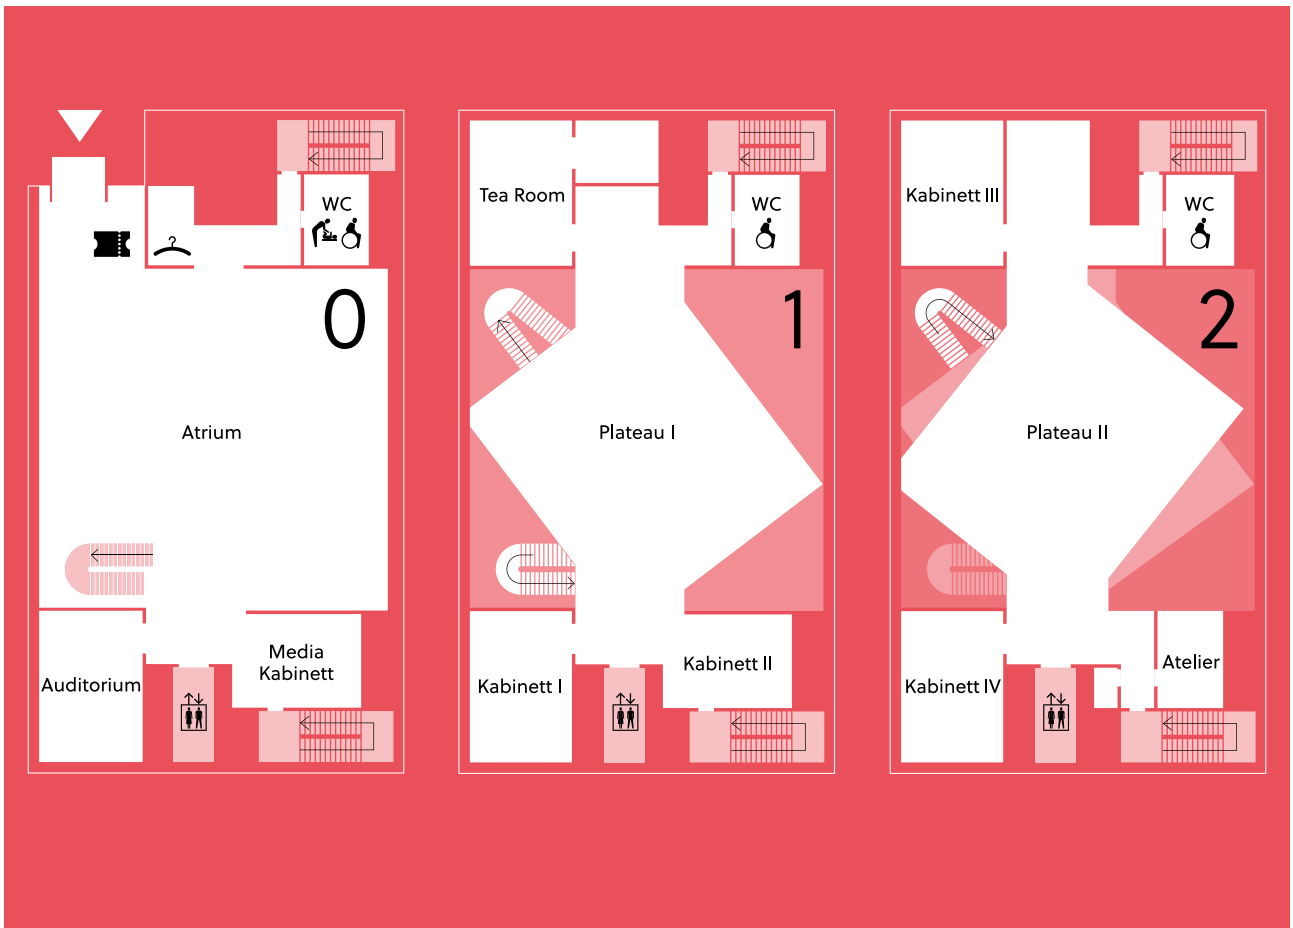 WC
0
Atrium
Media
Kabinett
Auditorium
Tea Room
WC
1
Plateau I
Kabinett I
Kabinett II
Kabinett III
WC
2
Plateau II
Kabinett IV
Atelier